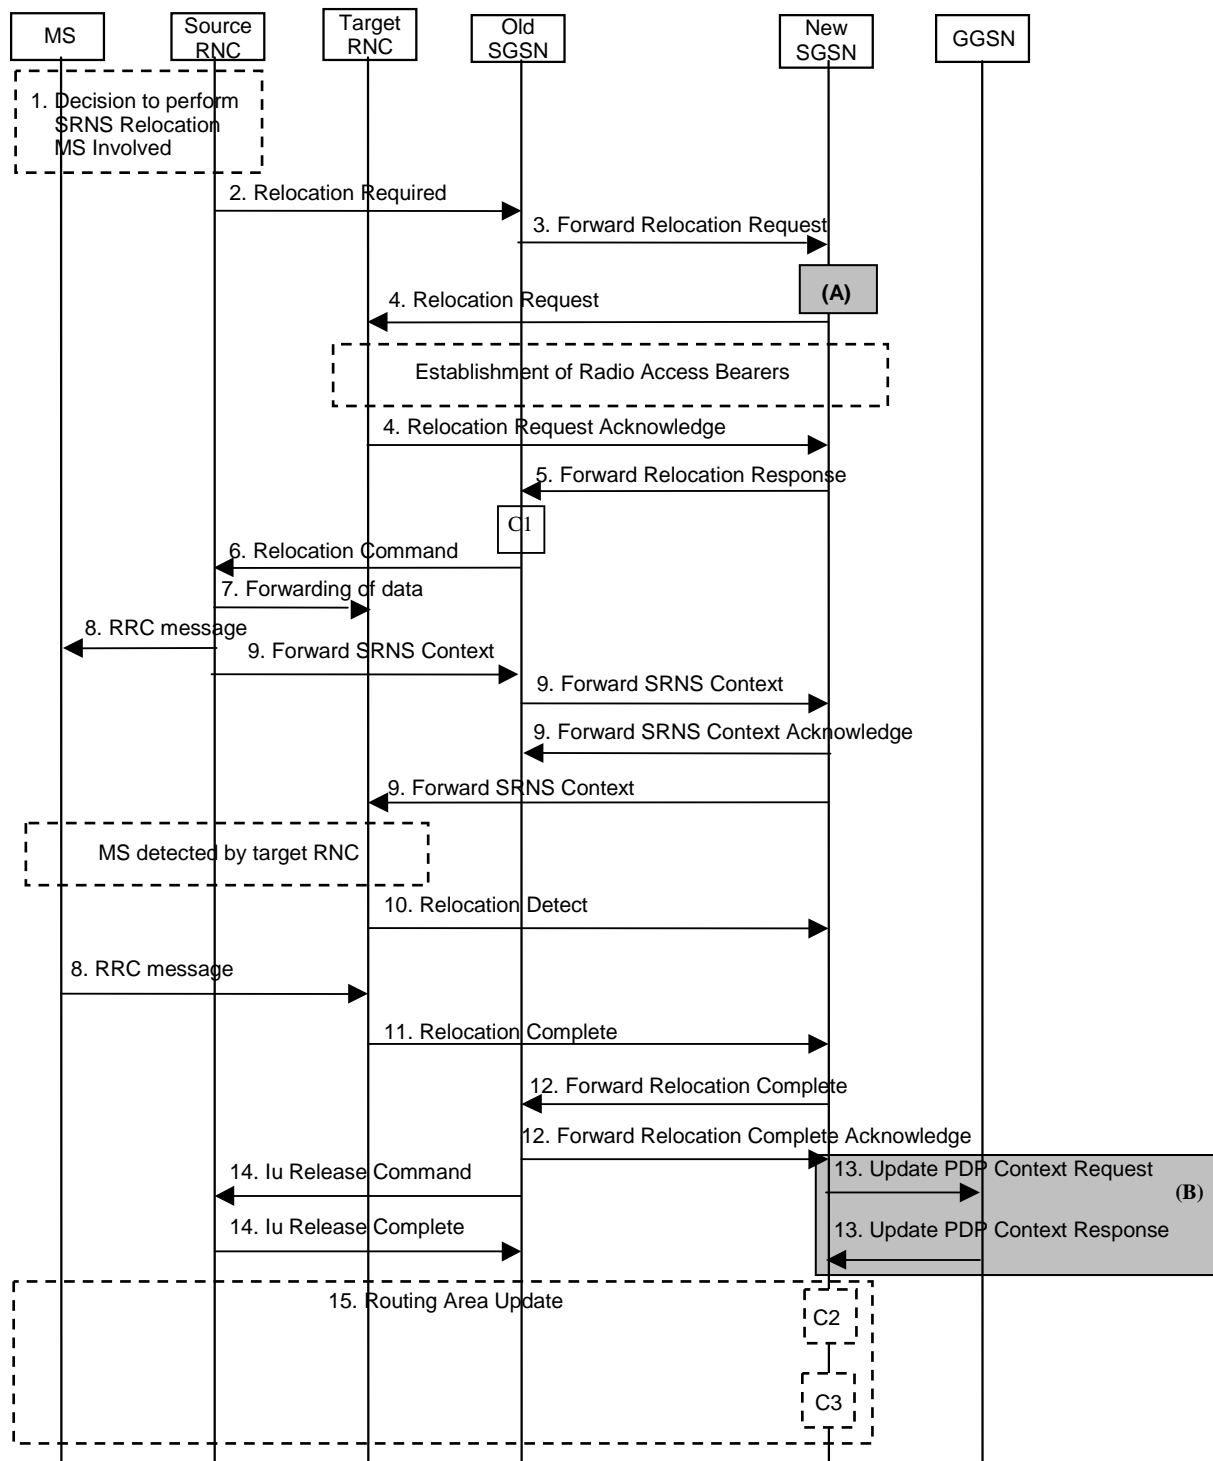 MS
Source
RNC
Target
RNC
Old
SGSN
New
SGSN
GGSN
1. Decision to perform
SRNS Relocation
MS Involved
2. Relocation Required
3. Forward Relocation Request
(A)
4. Relocation Request
Establishment of Radio Access Bearers
4. Relocation Request Acknowledge
5. Forward Relocation Response
C1
6. Relocation Command
7. Forwarding of data
8. RRC message
9. Forward SRNS Context
9. Forward SRNS Context
9. Forward SRNS Context Acknowledge
9. Forward SRNS Context
MS detected by target RNC
10. Relocation Detect
8. RRC message
11. Relocation Complete
12. Forward Relocation Complete
12. Forward Relocation Complete Acknowledge
13. Update PDP Context Request
14. Iu Release Command
(B)
14. Iu Release Complete
13. Update PDP Context Response
15. Routing Area Update
C2
C3